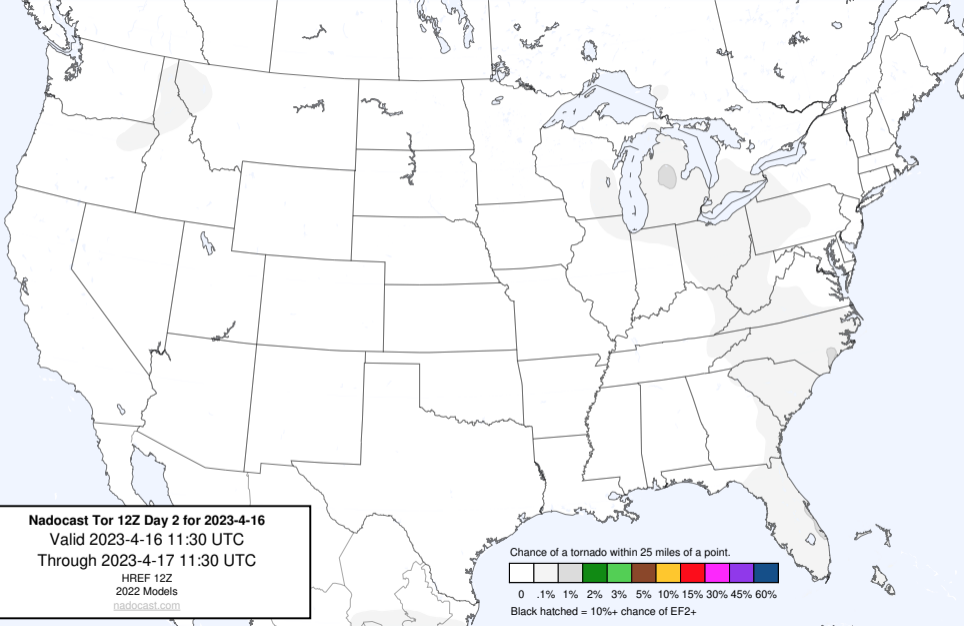 Nadocast Tor 12Z Day 2 for 2023-4-16
Valid 2023-4-16 11:30 UTC
Through 2023-4-17 11:30 UTC
HREF 12Z
2022 Models
nadocast.com
Chance of a tornado within 25 miles of a point.
0 .1% 1% 2% 3% 5% 10% 15% 30% 45% 60%
Black hatched = 10%+ chance of EF2+